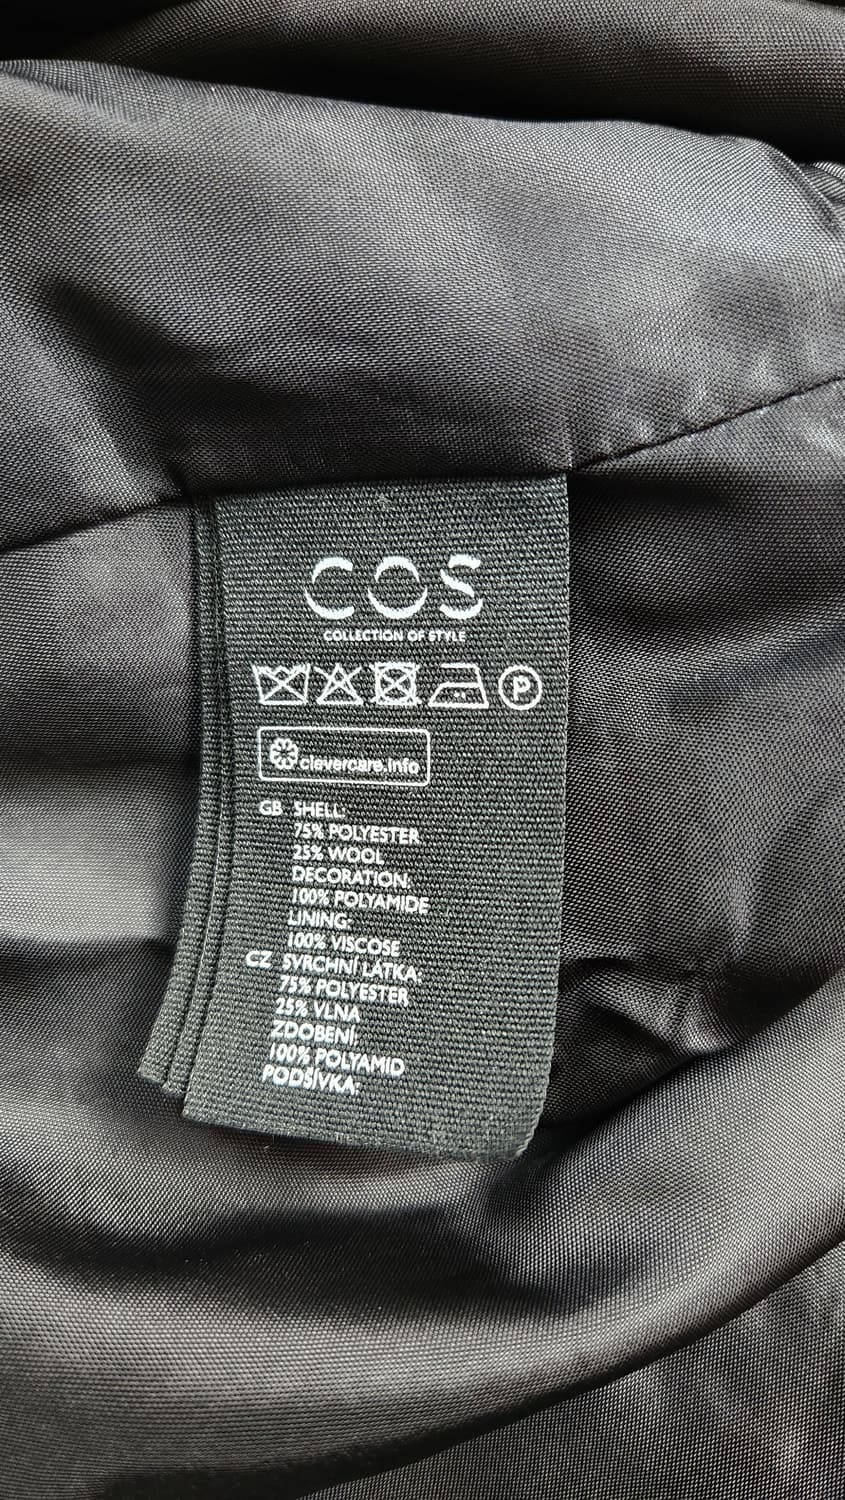 COS
COLLECTION OF STYLE
P
clevercare.info
GB SHELL:
75% POLYESTER
25% WOOL
DECORATION:
100% POLYAMIDE
LINING:
100% VISCOSE
CZ SVRCHNÍ LÁTKA:
75% POLYESTER
25% VLNA
ZDOBENÍ:
100% POLYAMID
PODŠÍVKA: